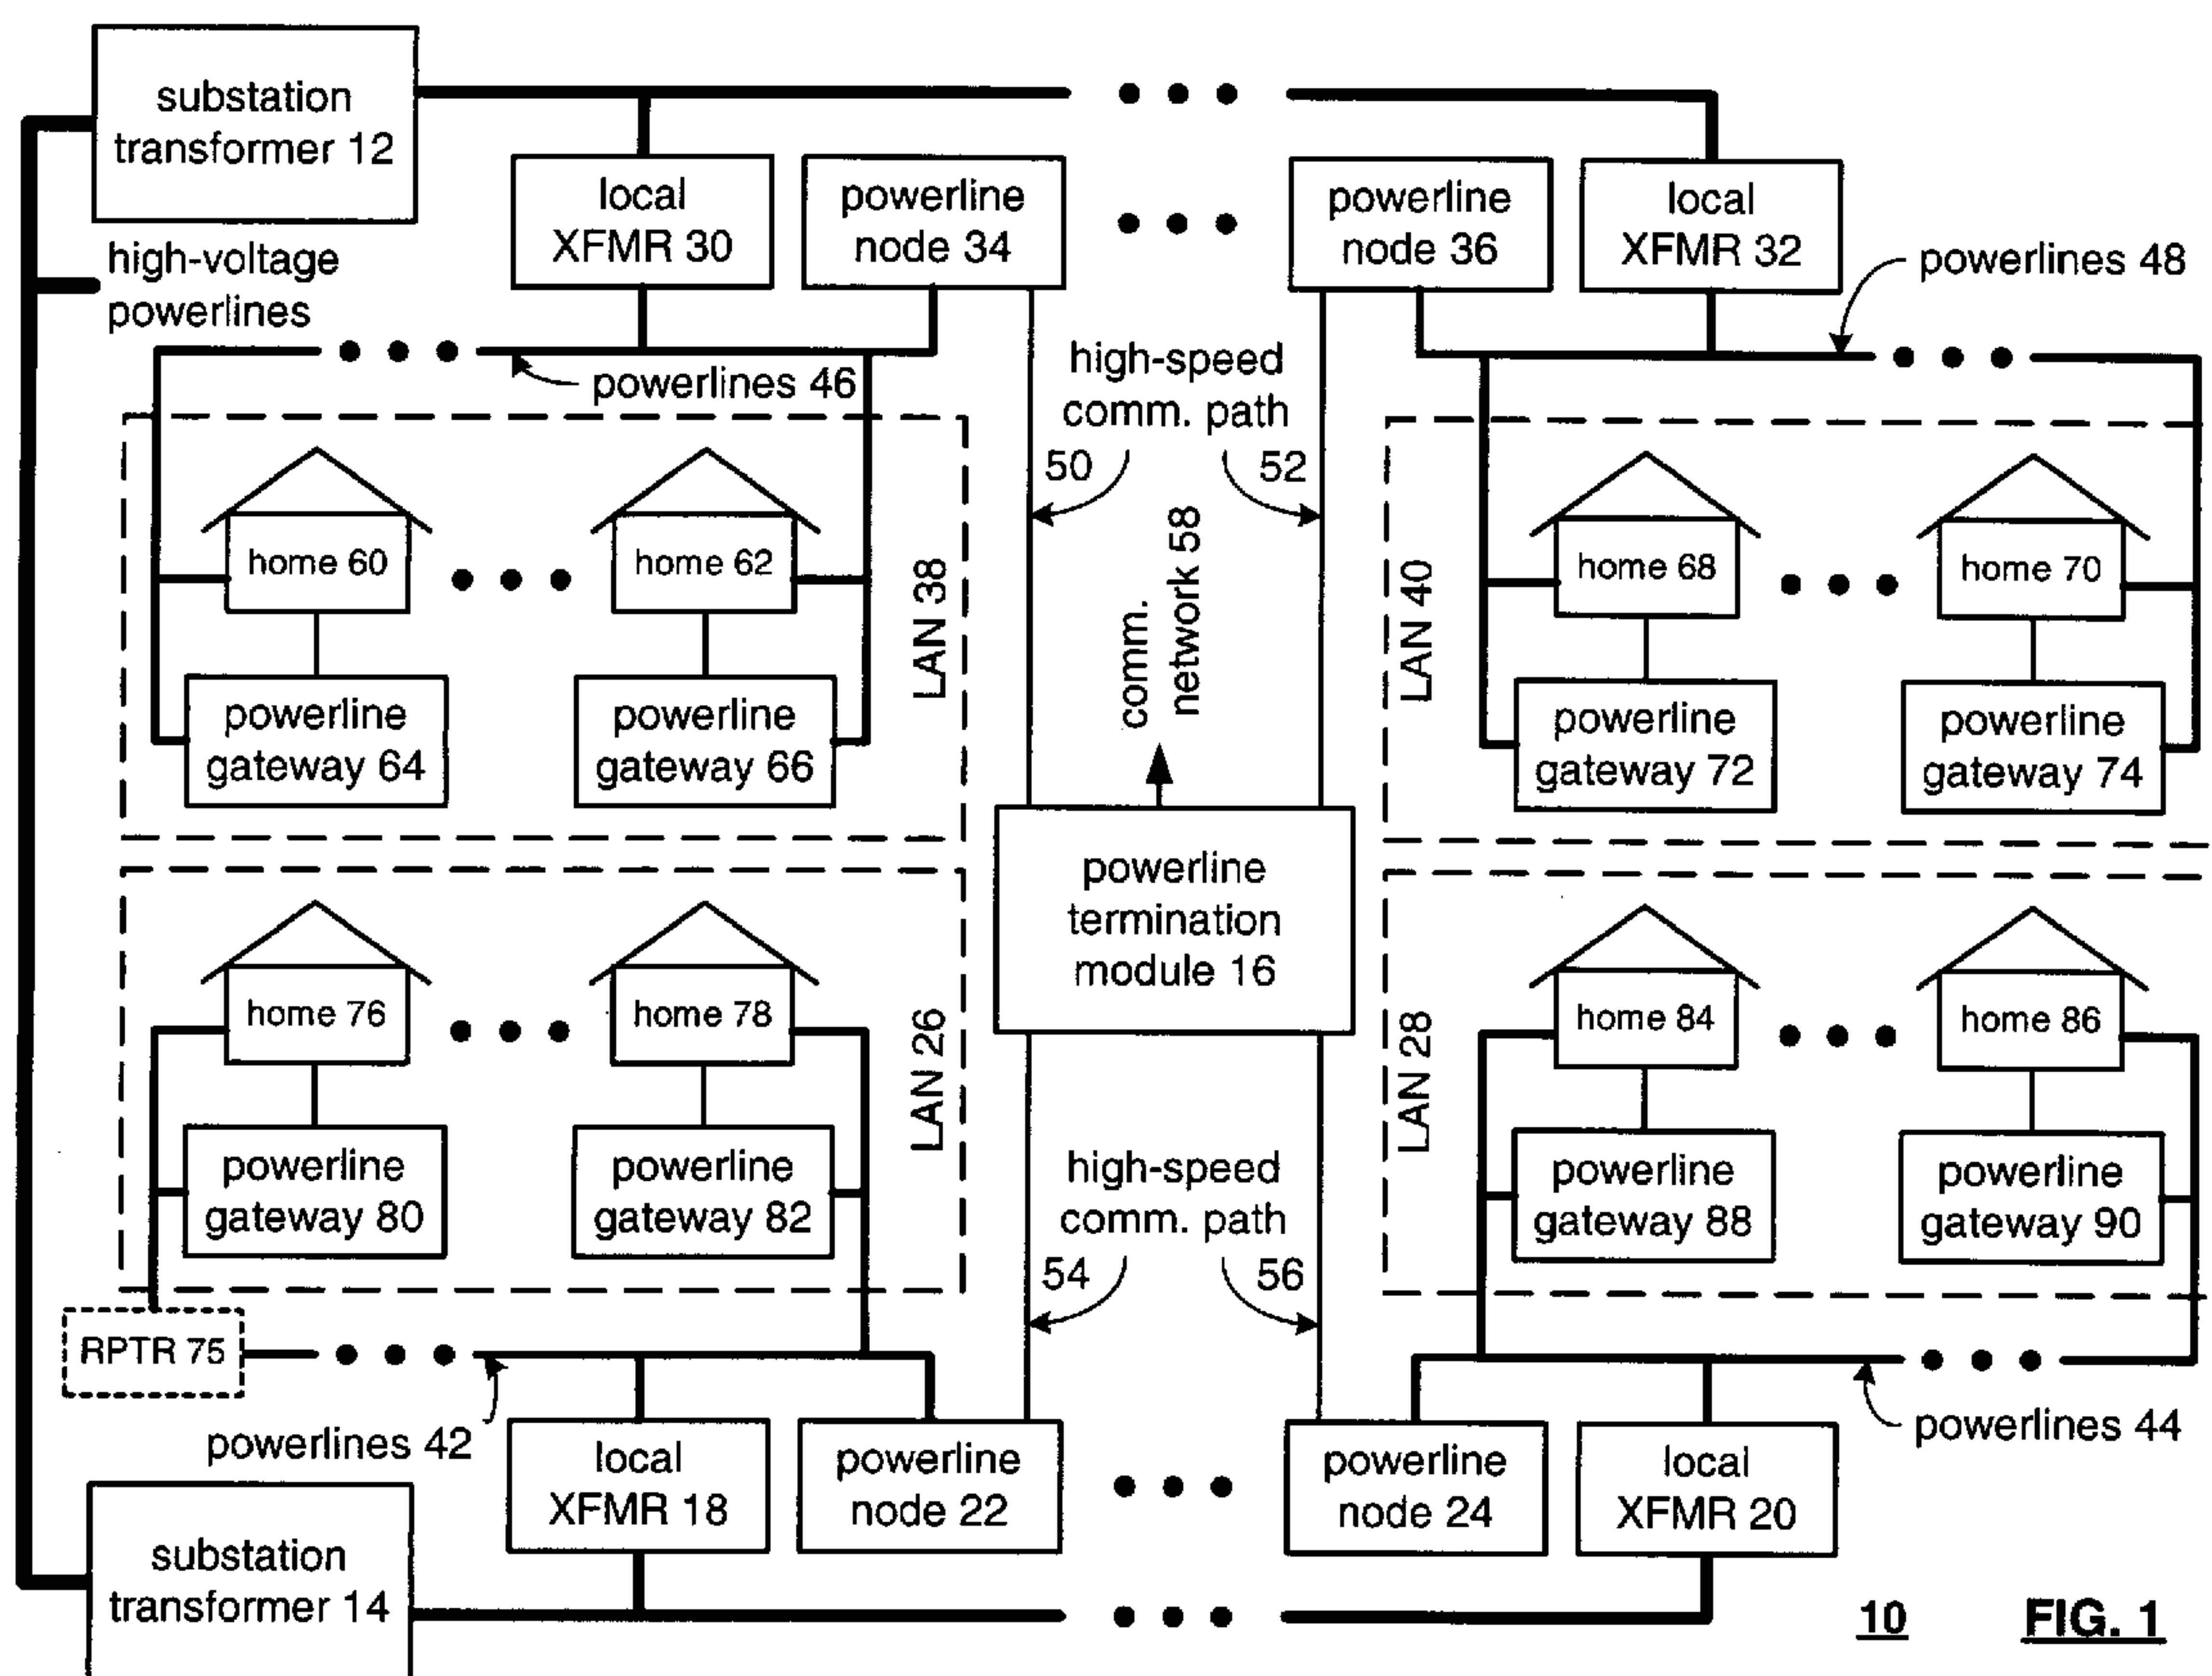 substation
transformer 12
high-voltage
powerlines
local
XFMR 30
powerline
node 34
powerline
node 36
local
XFMR 32
powerlines 48
powerlines 46
high-speed
comm. path
50
52
home 60
home 62
LAN 38
powerline
gateway 64
powerline
gateway 66
comm.
network 58
LAN 40
home 68
home 70
powerline
gateway 72
powerline
gateway 74
powerline
termination
module 16
home 76
home 78
LAN 26
powerline
gateway 80
powerline
gateway 82
LAN 28
home 84
home 86
powerline
gateway 88
powerline
gateway 90
high-speed
comm. path
54
56
RPTR 75
powerlines 42
powerlines 44
local
XFMR 18
powerline
node 22
powerline
node 24
local
XFMR 20
substation
transformer 14
10
FIG. 1